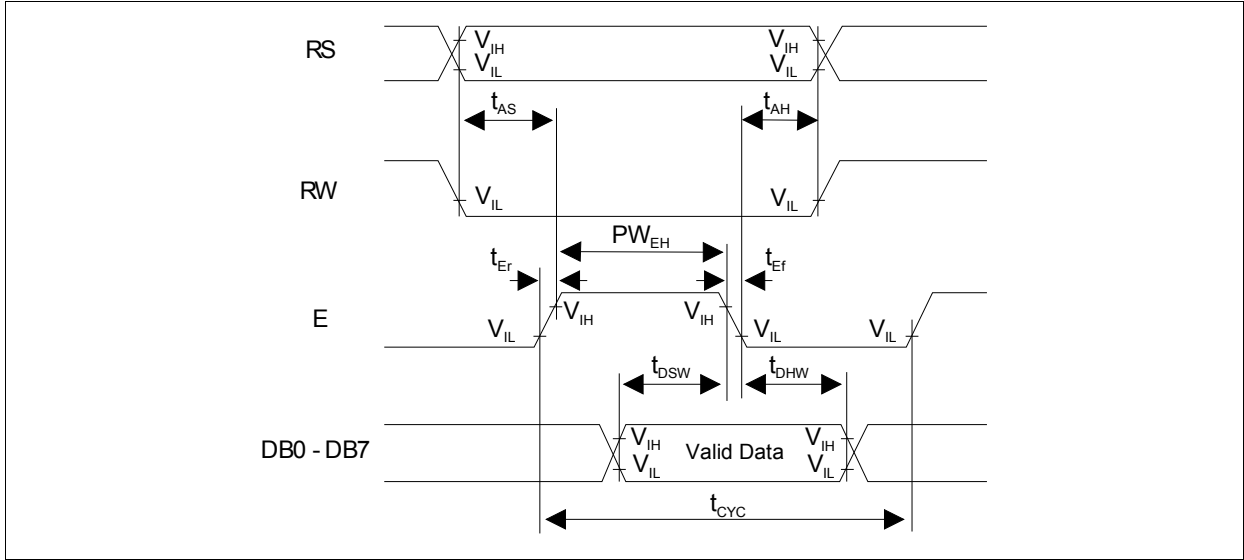 RS
V_IH
V_IL
V_IH
V_IL
t_AS
t_AH
RW
V_IL
V_IL
PW_EH
t_Er
t_Ef
E
V_IL
V_IH
V_IH
V_IL
V_IL
t_DSW
t_DHW
DB0 - DB7
V_IH
V_IL
Valid Data
V_IH
V_IL
t_CYC